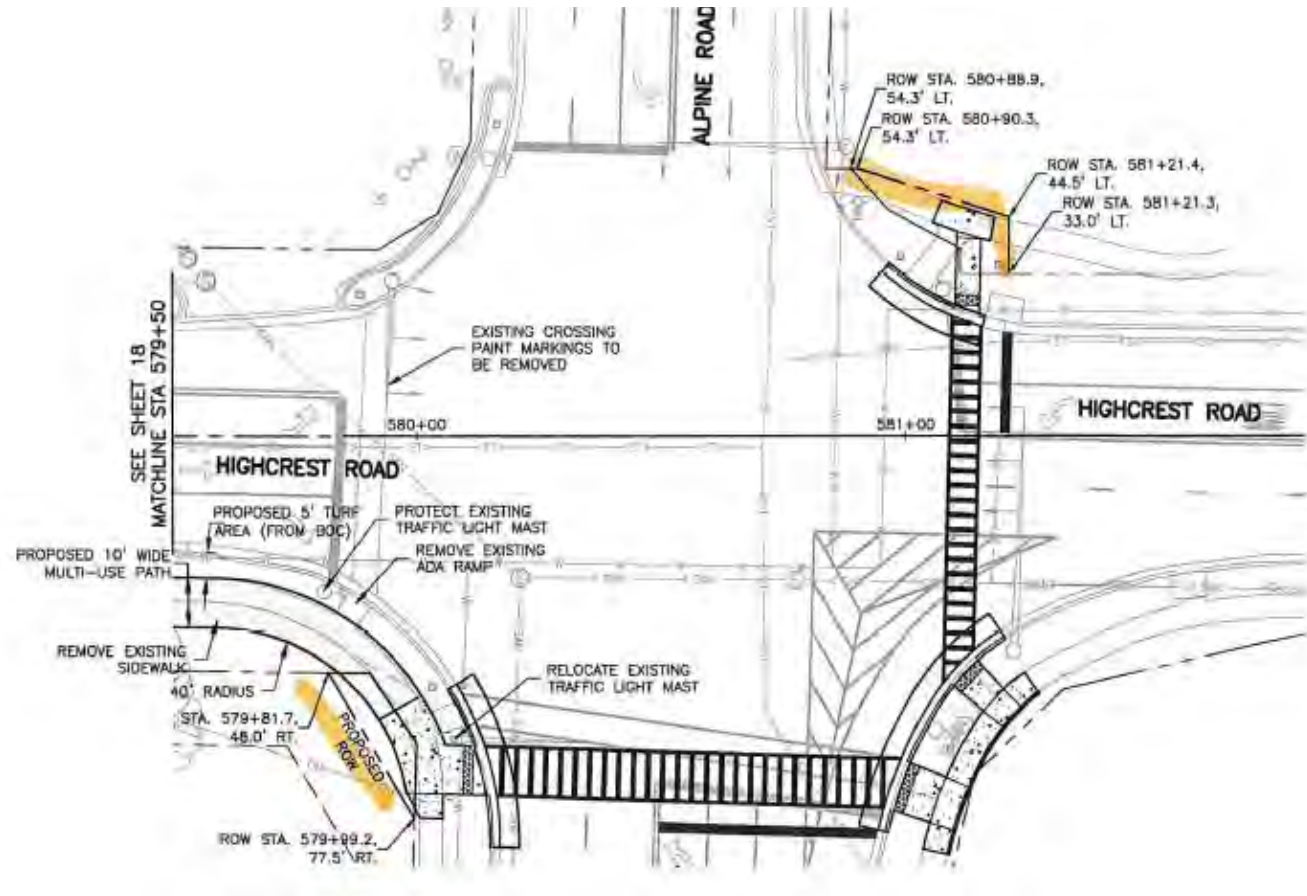 ALPINE ROAD
ROW STA. 580+88.9,
54.3' LT.
ROW STA. 580+90.3,
54.3' LT.
ROW STA. 581+21.4,
44.5' LT.
ROW STA. 581+21.3,
33.0' LT.
SEE SHEET 18
MATCHLINE STA. 579+50
EXISTING CROSSING
PAINT MARKINGS TO
BE REMOVED
580+00
581+00
HIGHCREST ROAD
HIGHCREST ROAD
PROPOSED 5' TURF
AREA (FROM BOC)
PROTECT EXISTING
TRAFFIC LIGHT MAST
REMOVE EXISTING
ADA RAMP
PROPOSED 10' WIDE
MULTI-USE PATH
REMOVE EXISTING
SIDEWALK
40' RADIUS
STA. 579+81.7,
48.0' RT.
PROPOSED
ROW
RELOCATE EXISTING
TRAFFIC LIGHT MAST
ROW STA. 579+99.2,
77.5' RT.